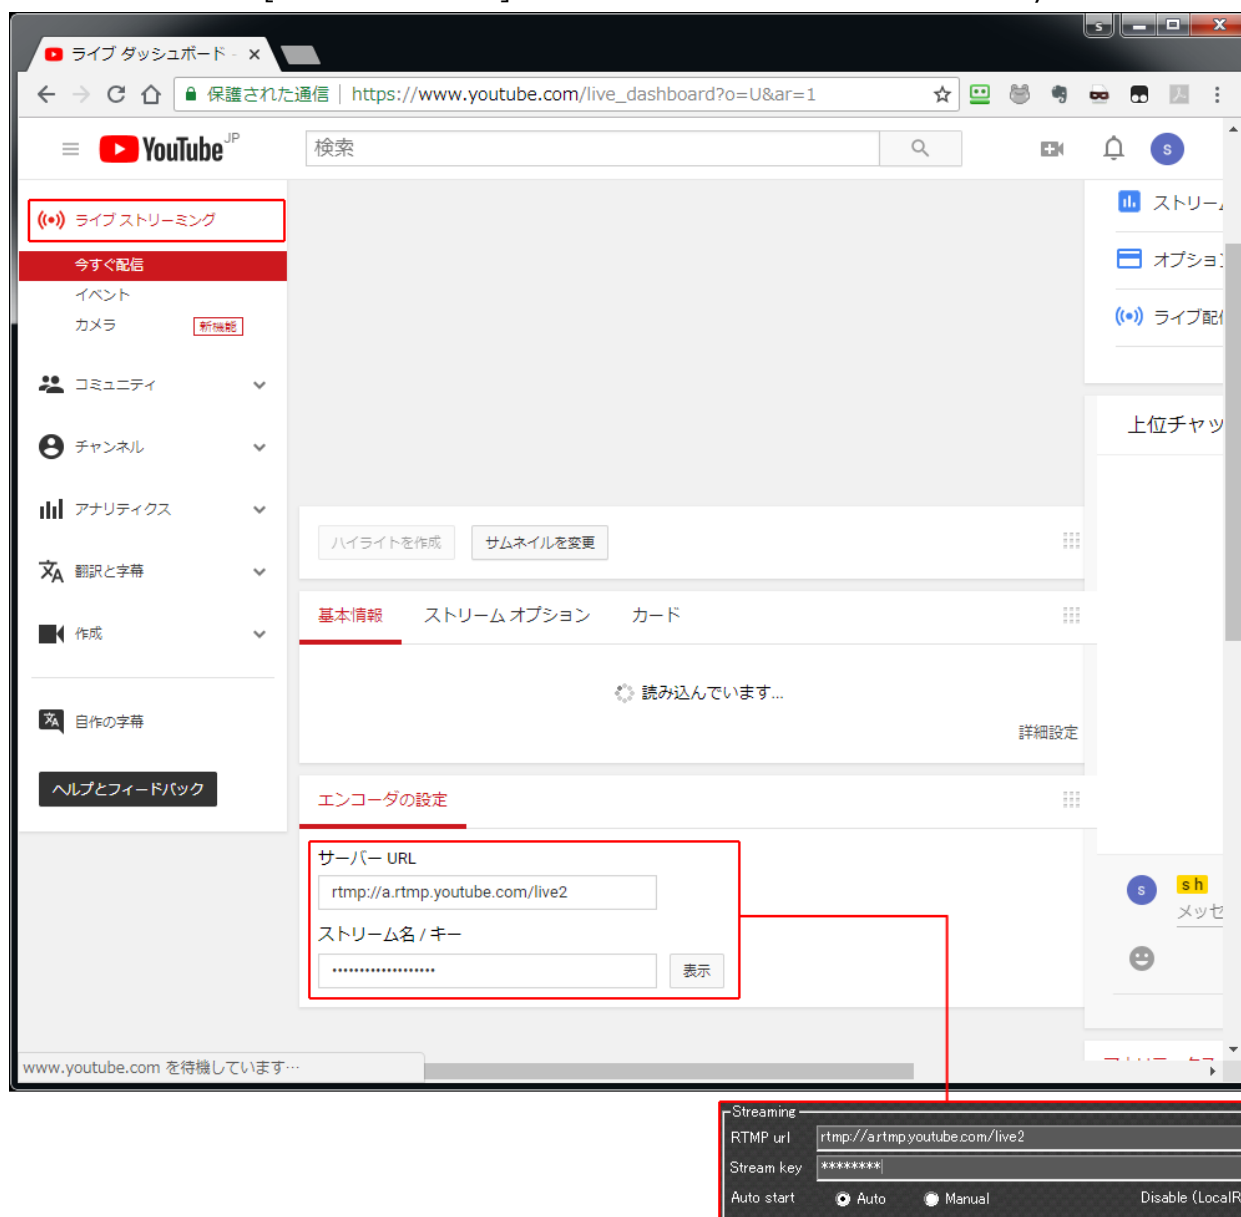 ライブ ダッシュボード -
保護された通信 | https://www.youtube.com/live_dashboard?o=U&ar=1
YouTube JP
検索
S
ライブ ストリーミング
今すぐ配信
イベント
カメラ 新機能
コミュニティ
チャンネル
アナリティクス
翻訳と字幕
作成
自作の字幕
ヘルプとフィードバック
ストリー
オプション
ライブ配
上位チャッ
ハイライトを作成 サムネイルを変更
基本情報 ストリーム オプション カード
読み込んでいます...
詳細設定
エンコーダの設定
サーバー URL
rtmp://a.rtmp.youtube.com/live2
ストリーム名 / キー
•••••••••••••••••••
表示
s
s h
メッセ
www.youtube.com を待機しています…
Streaming
RTMP url rtmp://a.rtmp.youtube.com/live2
Stream key ********
Auto start Auto Manual Disable (LocalR